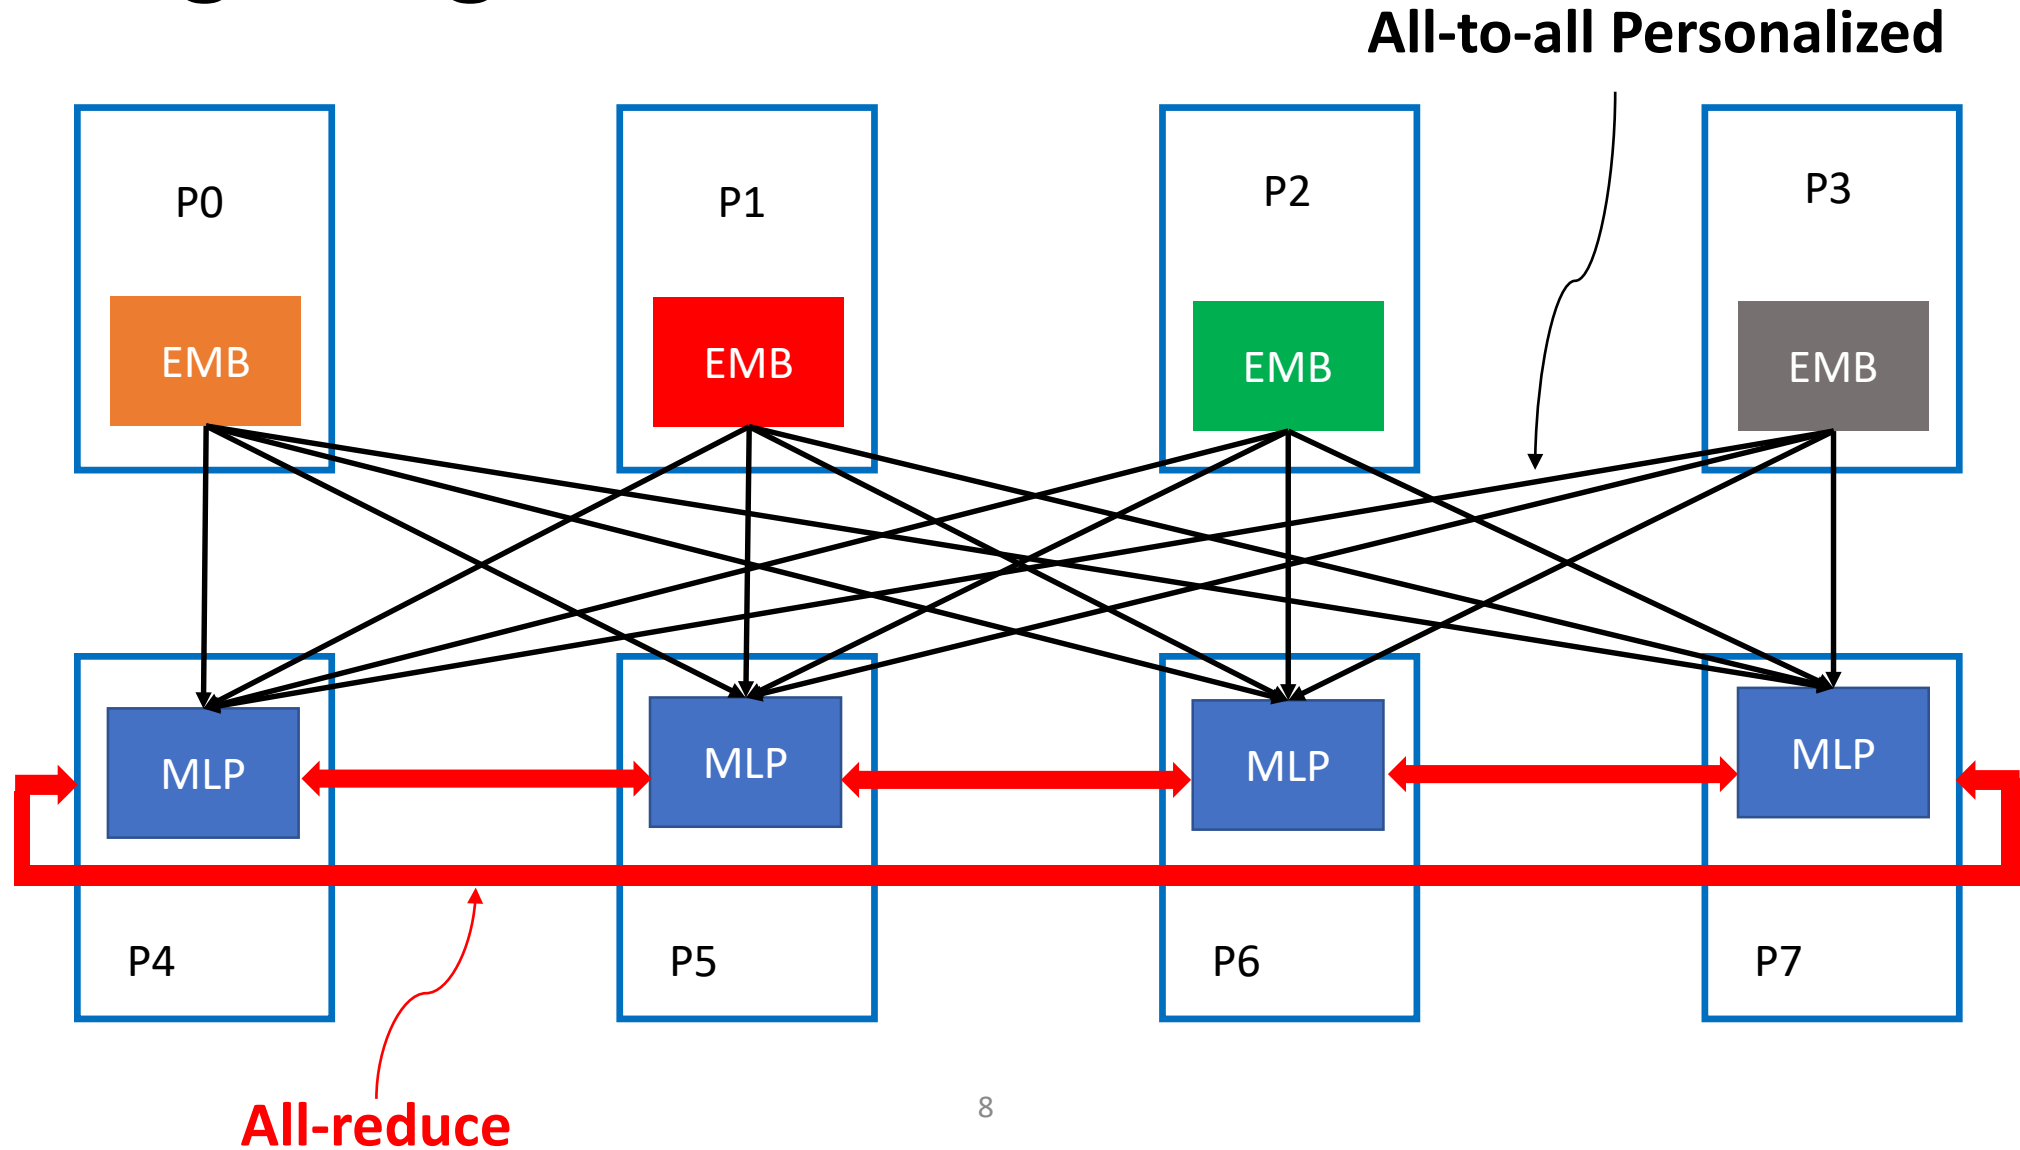 All-to-all Personalized
P0
P1
P2
P3
EMB
EMB
EMB
EMB
MLP
MLP
MLP
MLP
P4
P5
P6
P7
All-reduce
8